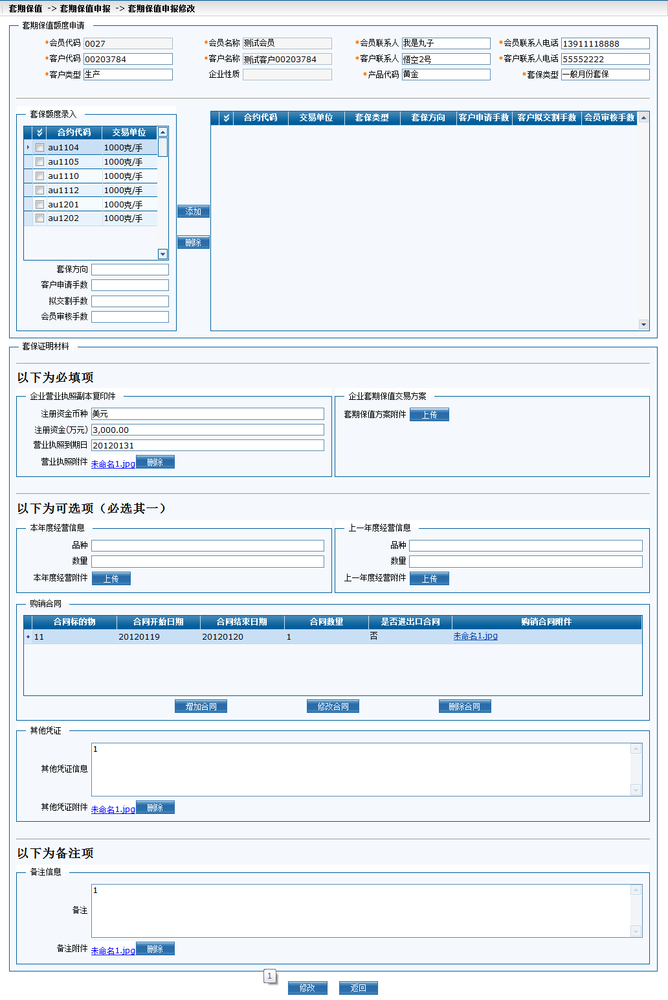 套期保值 -> 套期保值申报 -> 套期保值申报修改
套期保值额度申请
*会员代码 0027 *会员名称 测试会员 *会员联系人 我是丸子 *会员联系人电话 13911118888
*客户代码 00203784 *客户名称 测试客户00203784 *客户联系人 悟空2号 *客户联系人电话 55552222
*客户类型 生产 企业性质 *产品代码 黄金 *套保类型 一般月份套保
套保额度录入
合约代码 交易单位
au1104 1000克/手
au1105 1000克/手
au1110 1000克/手
au1112 1000克/手
au1201 1000克/手
au1202 1000克/手
套保方向
客户申请手数
拟交割手数
会员审核手数
添加
删除
合约代码 交易单位 套保类型 套保方向 客户申请手数 客户拟交割手数 会员审核手数
套保证明材料
以下为必填项
企业营业执照副本复印件
注册资金币种 美元
注册资金(万元) 3,000.00
营业执照到期日 20120131
营业执照附件 未命名1.jpg 删除
企业套期保值交易方案
套期保值方案附件 上传
以下为可选项（必选其一）
本年度经营信息
品种
数量
本年度经营附件 上传
上一年度经营信息
品种
数量
上一年度经营附件 上传
购销合同
合同标的物 合同开始日期 合同结束日期 合同数量 是否进出口合同 购销合同附件
11 20120119 20120120 1 否 未命名1.jpg
增加合同 修改合同 删除合同
其他凭证
其他凭证信息 1
其他凭证附件 未命名1.jpg 删除
以下为备注项
备注信息
备注 1
备注附件 未命名1.jpg 删除
1
修改 返回